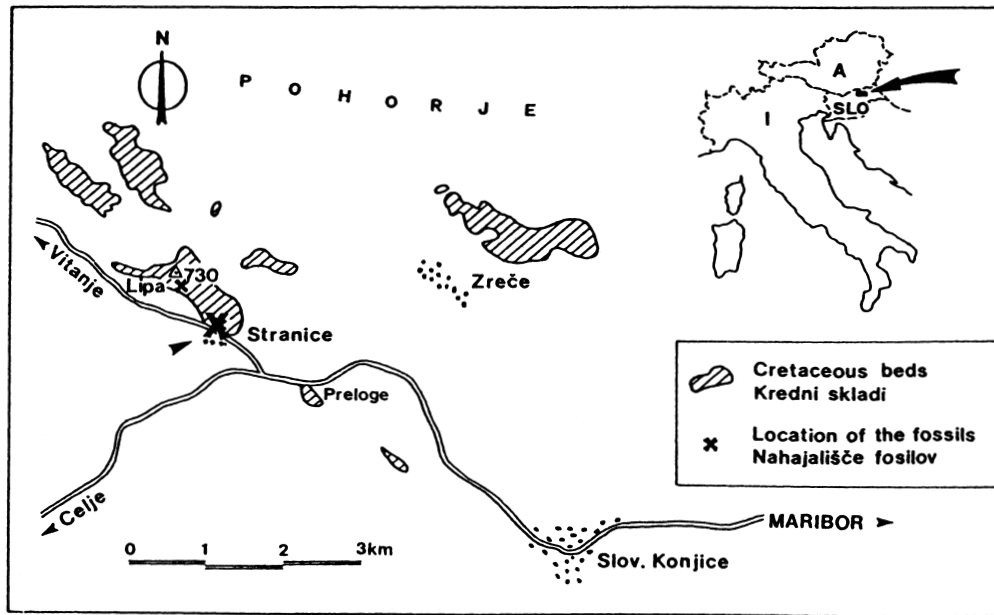 N
POHORJE
A
SLO
I
Vitanje
730
Lipa
Zreče
Stranice
Preloge
Cretaceous beds
Kredni skladi
Location of the fossils
Nahajališče fosilov
Celje
MARIBOR
0 1 2 3km
Slov. Konjice